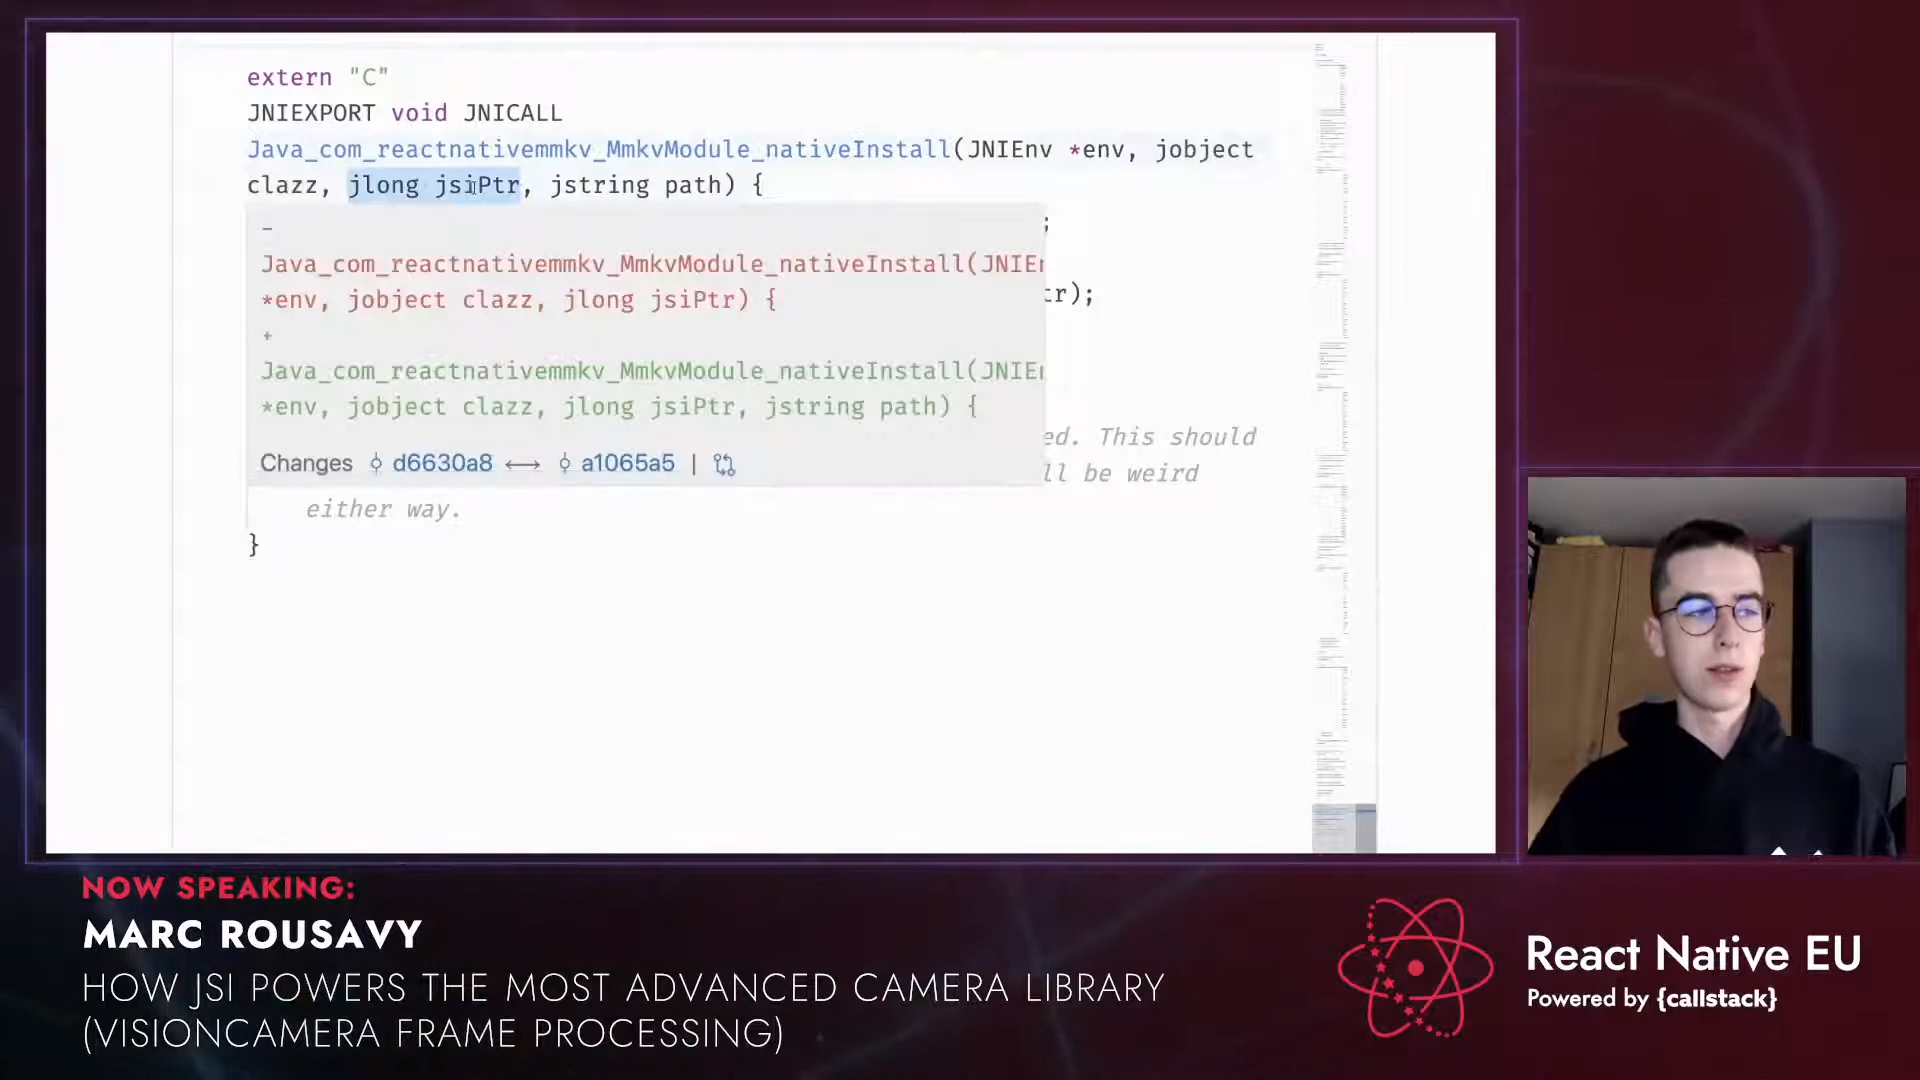 extern "C"
JNIEXPORT void JNICALL
Java_com_reactnativemmkv_MmkvModule_nativeInstall(JNIEnv *env, jobject
clazz, jlong jsiPtr, jstring path) {
-
;
Java_com_reactnativemmkv_MmkvModule_nativeInstall(JNIE
*env, jobject clazz, jlong jsiPtr) {
tr);
+
Java_com_reactnativemmkv_MmkvModule_nativeInstall(JNIE
*env, jobject clazz, jlong jsiPtr, jstring path) {
ed. This should
Changes d6630a8 ⟷ a1065a5 |
ll be weird
either way.
}
NOW SPEAKING:
MARC ROUSAVY
HOW JSI POWERS THE MOST ADVANCED CAMERA LIBRARY
(VISIONCAMERA FRAME PROCESSING)
React Native EU
Powered by {callstack}